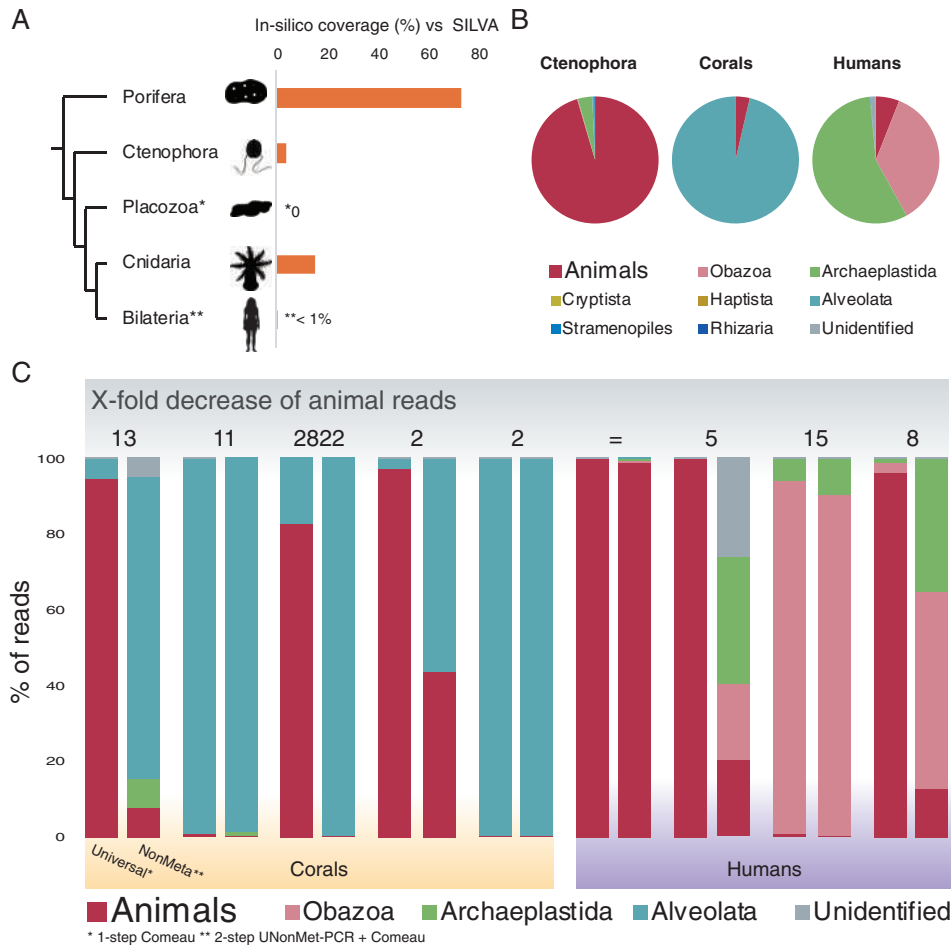 A
In-silico coverage (%) vs SILVA
0 20 40 60 80
Porifera
Ctenophora
Placozoa*
*0
Cnidaria
Bilateria**
**< 1%
B
Ctenophora Corals Humans
Animals Obazoa Archaeplastida
Cryptista Haptista Alveolata
Stramenopiles Rhizaria Unidentified
C
X-fold decrease of animal reads
13 11 2822 2 2 = 5 15 8
100
80
60
40
20
0
% of reads
Universal*
NonMeta**
Corals
Humans
Animals Obazoa Archaeplastida Alveolata Unidentified
* 1-step Comeau ** 2-step UNonMet-PCR + Comeau